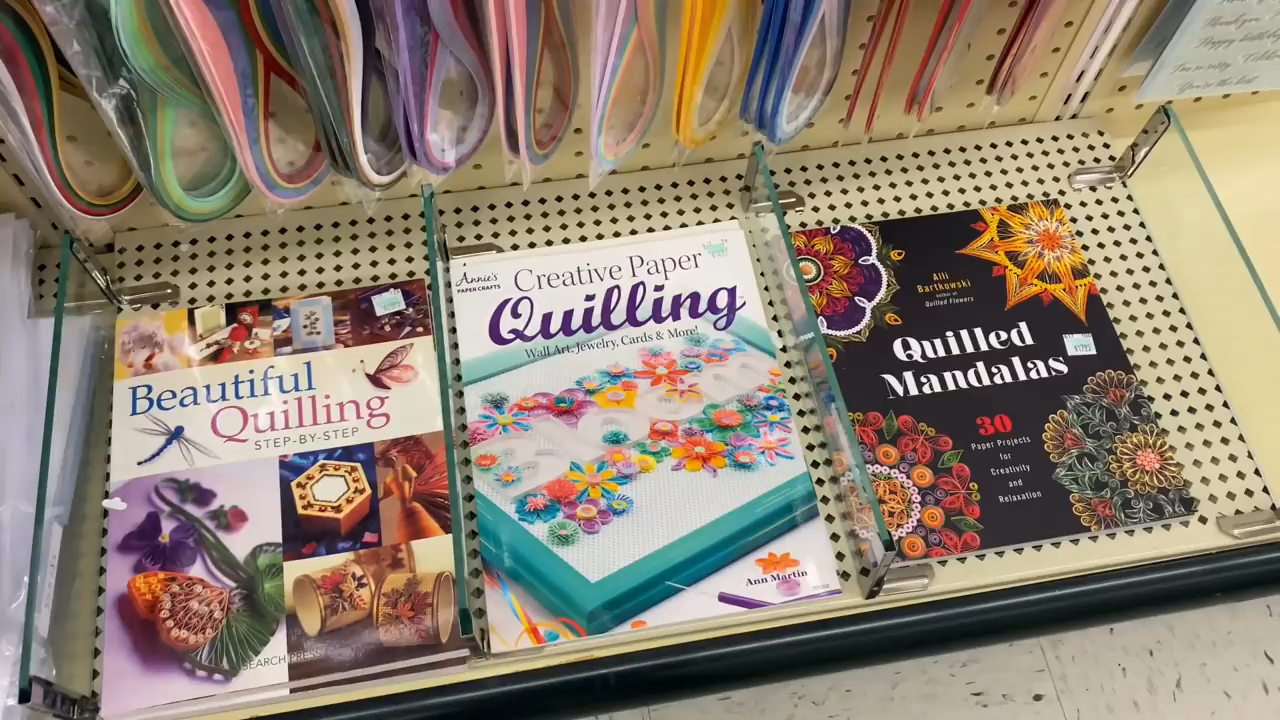 Beautiful
Quilling
STEP-BY-STEP
SEARCH PRESS
Annie's
PAPER CRAFTS
Creative Paper
Quilling
Wall Art, Jewelry, Cards & More!
Ann Martin
Alli
Bartkowski
author of
Quilled Flowers
Quilled
Mandalas
30
Paper Projects
for
Creativity
and
Relaxation